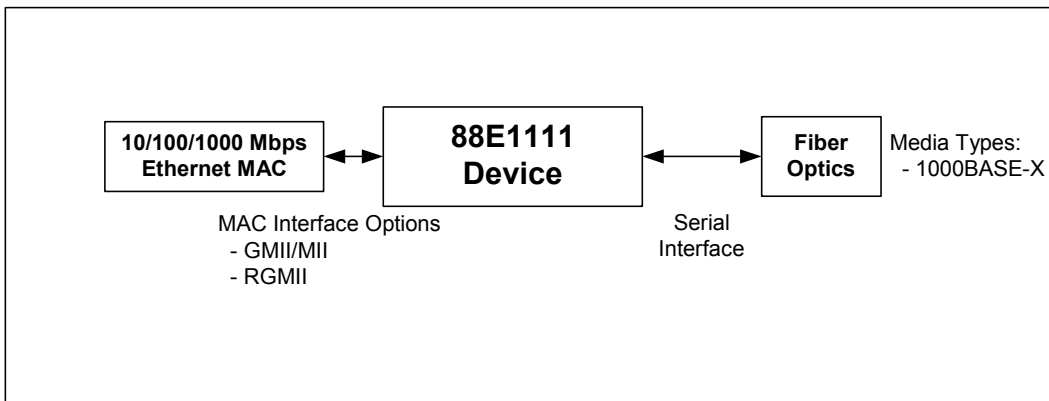 10/100/1000 Mbps
Ethernet MAC
88E1111
Device
Fiber
Optics
Media Types:
- 1000BASE-X
MAC Interface Options
- GMII/MII
- RGMII
Serial
Interface